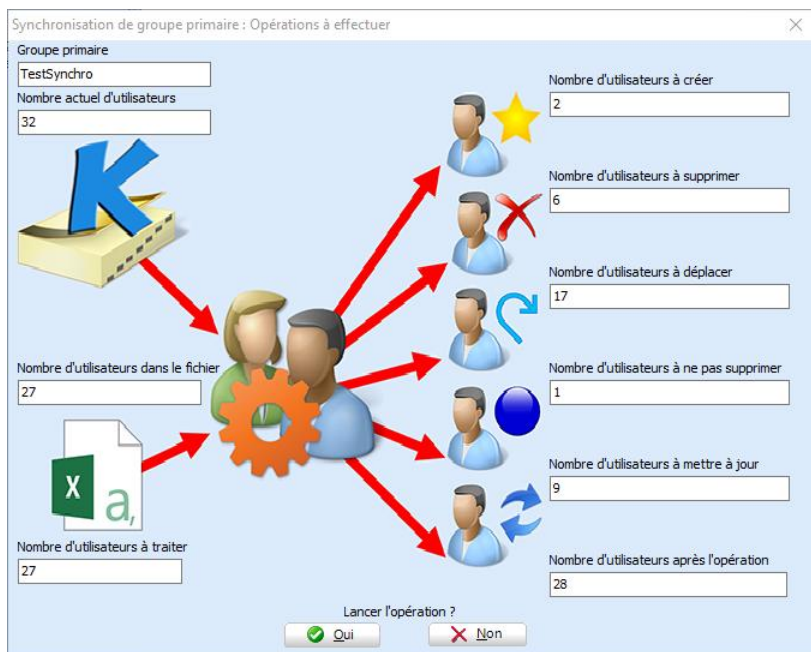 Synchronisation de groupe primaire : Opérations à effectuer
Groupe primaire
TestSynchro
Nombre actuel d'utilisateurs
32
K
Nombre d'utilisateurs dans le fichier
27
X a,
Nombre d'utilisateurs à traiter
27
Nombre d'utilisateurs à créer
2
Nombre d'utilisateurs à supprimer
6
Nombre d'utilisateurs à déplacer
17
Nombre d'utilisateurs à ne pas supprimer
1
Nombre d'utilisateurs à mettre à jour
9
Nombre d'utilisateurs après l'opération
28
Lancer l'opération ?
Oui Non